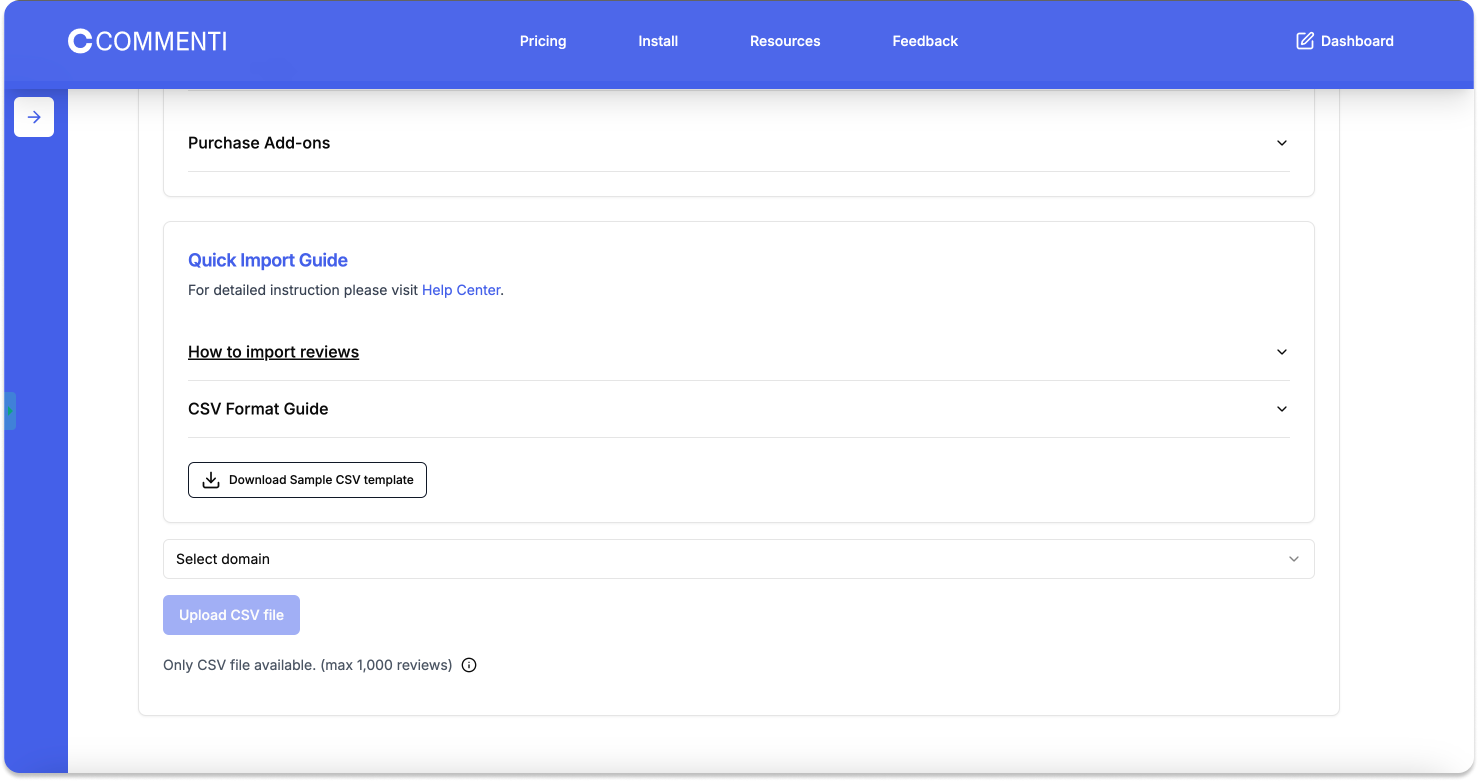 COMMENTI
Pricing
Install
Resources
Feedback
Dashboard
Purchase Add-ons
Quick Import Guide
For detailed instruction please visit Help Center.
How to import reviews
CSV Format Guide
Download Sample CSV template
Select domain
Upload CSV file
Only CSV file available. (max 1,000 reviews)